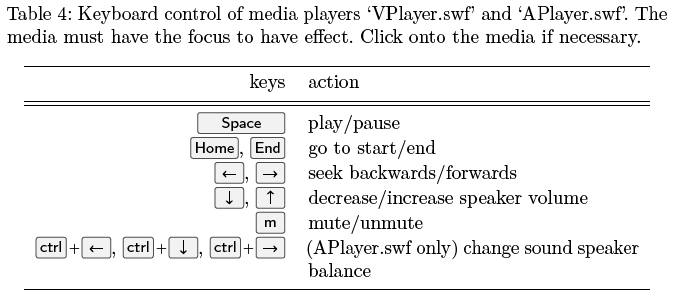 Table 4: Keyboard control of media players ‘VPlayer.swf’ and ‘APlayer.swf’. The
media must have the focus to have effect. Click onto the media if necessary.
keys action
Space play/pause
Home, End go to start/end
←, → seek backwards/forwards
↓, ↑ decrease/increase speaker volume
m mute/unmute
ctrl+←, ctrl+↓, ctrl+→ (APlayer.swf only) change sound speaker
balance